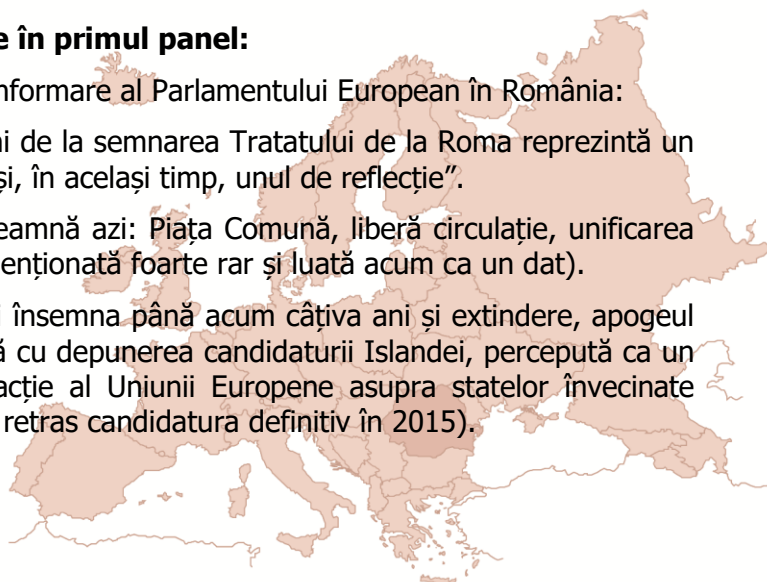 e în primul panel:
nformare al Parlamentului European în România:
ni de la semnarea Tratatului de la Roma reprezintă un
și, în același timp, unul de reflecție”.
eamnă azi: Piața Comună, liberă circulație, unificarea
enționată foarte rar și luată acum ca un dat).
i însemna până acum câțiva ani și extindere, apogeul
ă cu depunerea candidaturii Islandei, percepută ca un
acție al Uniunii Europene asupra statelor învecinate
retras candidatura definitiv în 2015).